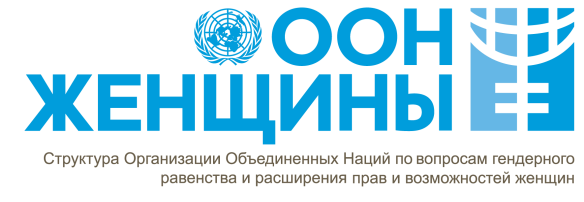 ООН
ЖЕНЩИНЫ
Структура Организации Объединенных Наций по вопросам гендерного
равенства и расширения прав и возможностей женщин